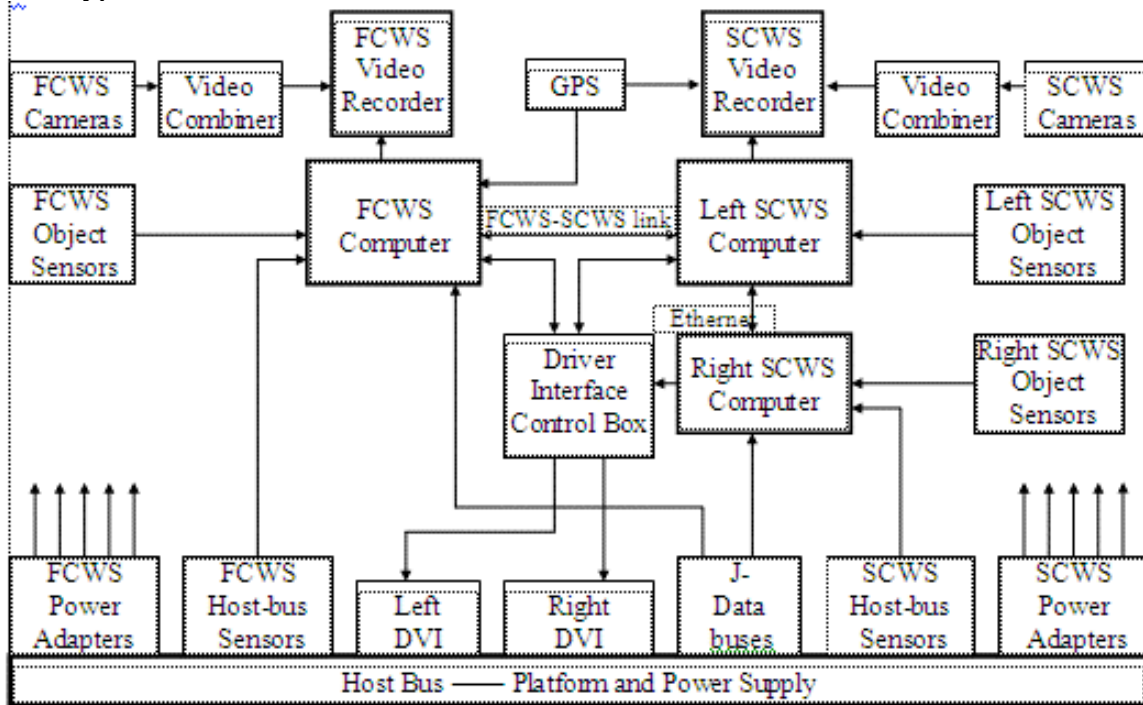 FCWS
Cameras
Video
Combiner
FCWS
Video
Recorder
GPS
SCWS
Video
Recorder
Video
Combiner
SCWS
Cameras
FCWS
Object
Sensors
FCWS
Computer
FCWS-SCWS link
Left SCWS
Computer
Left SCWS
Object
Sensors
Ethernet
Driver
Interface
Control Box
Right SCWS
Computer
Right SCWS
Object
Sensors
FCWS
Power
Adapters
FCWS
Host-bus
Sensors
Left
DVI
Right
DVI
J-
Data
buses
SCWS
Host-bus
Sensors
SCWS
Power
Adapters
Host Bus —— Platform and Power Supply